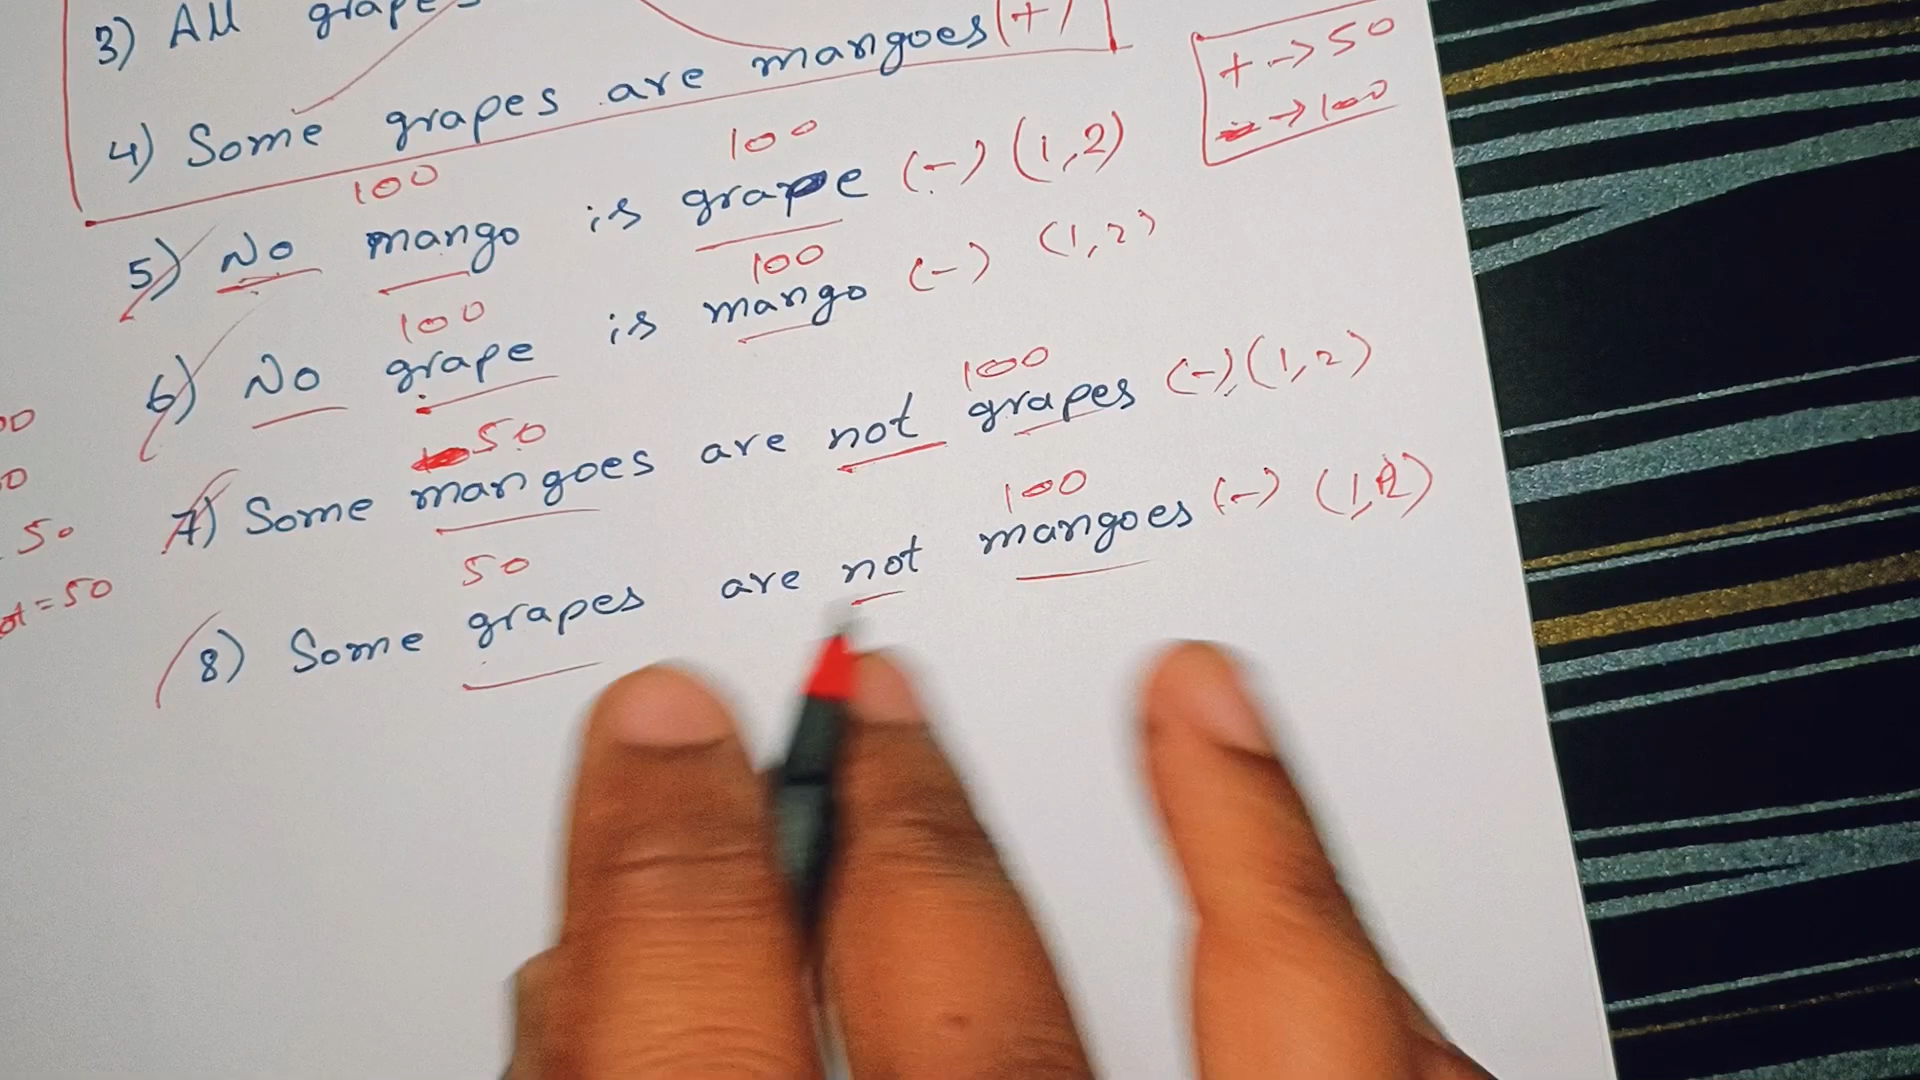 3) All grapes
4) Some grapes are mangoes (+)
+ → 50
- → 100
100 100
5) No mango is grape (-) (1,2)
100 100
6) No grape is mango (-) (1,2)
50 100
7) Some mangoes are not grapes (-) (1,2)
50 100
8) Some grapes are not mangoes (-) (1,2)
50
= 50